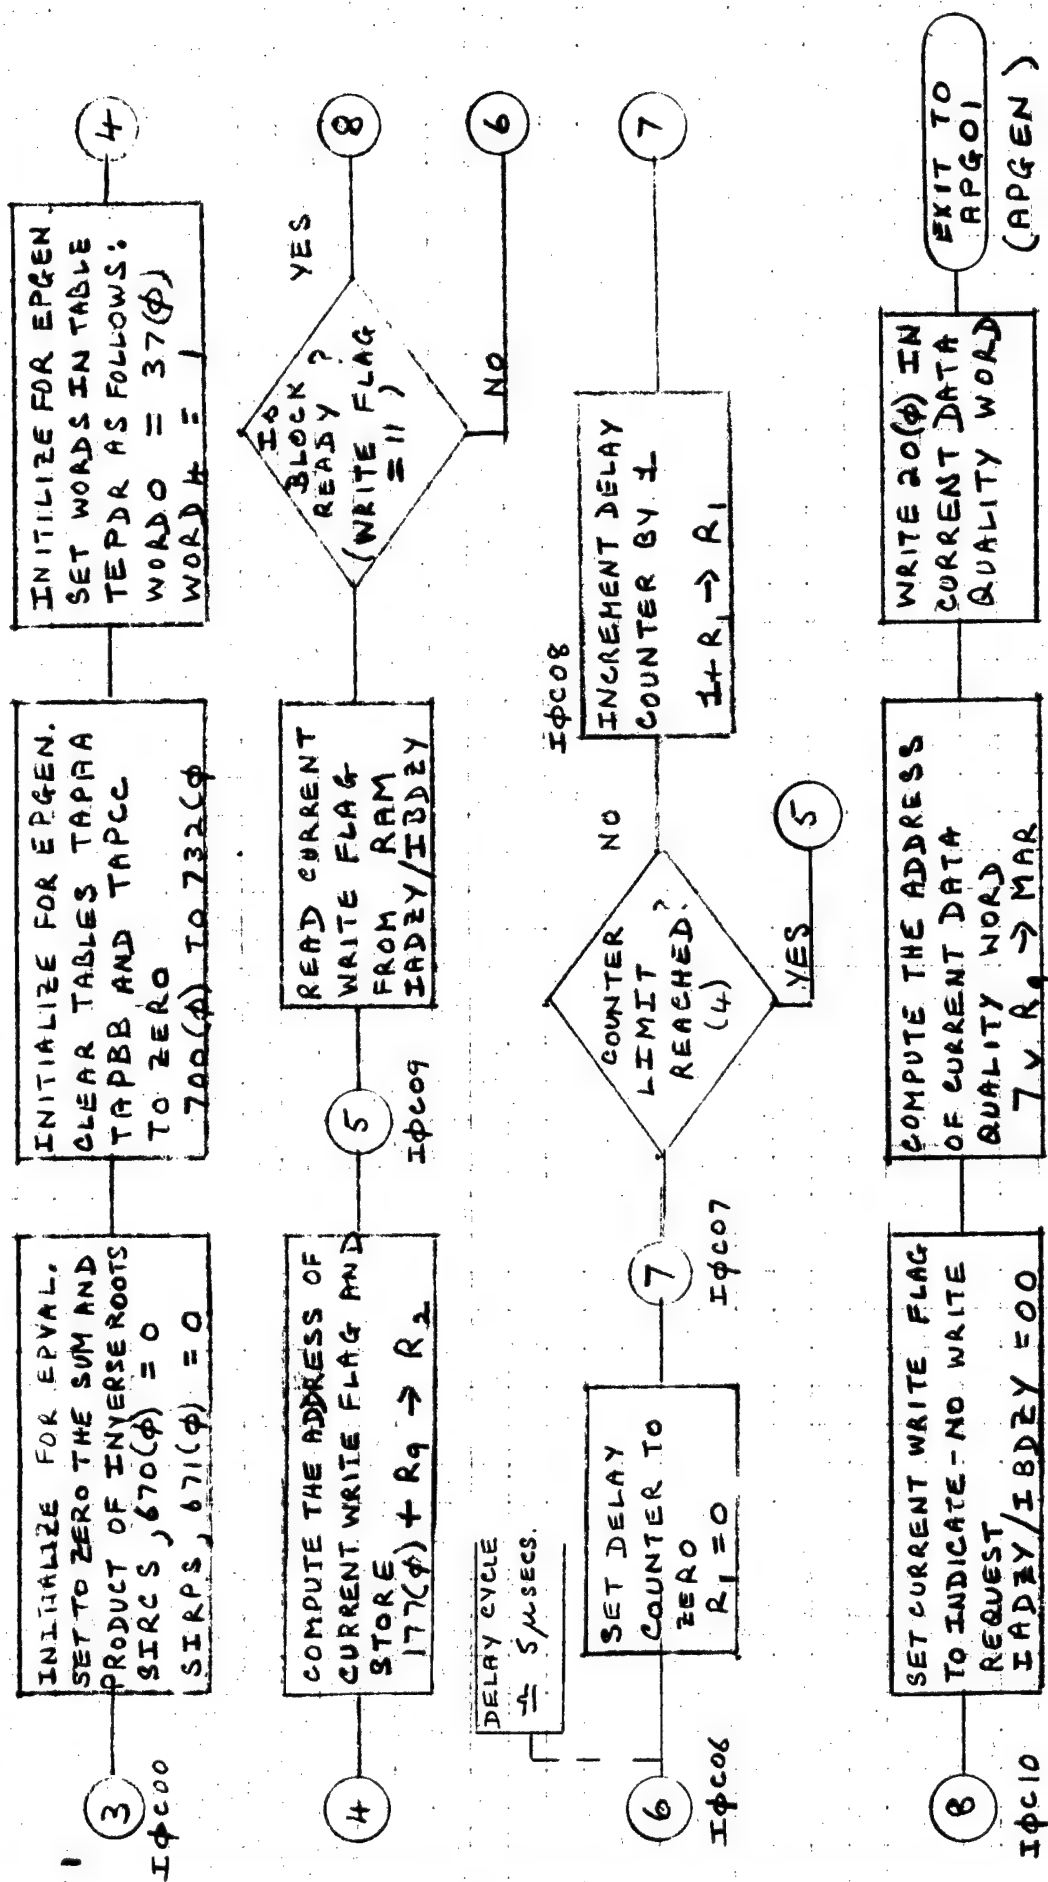 3
IϕC00
INITIALIZE FOR EPVAL.
SET TO ZERO THE SUM AND
PRODUCT OF INVERSE ROOTS
SIRCS, 670(ϕ) = 0
SIRPS, 671(ϕ) = 0
INITIALIZE FOR EPGEN.
CLEAR TABLES TAPAA
TAPBB AND TAPCC
TO ZERO
700(ϕ) TO 732(ϕ
INITILIZE FOR EPGEN.
SET WORDS IN TABLE
TEPDR AS FOLLOWS:
WORD 0 = 37(ϕ)
WORD 4 = 1
4
4
COMPUTE THE ADDRESS OF
CURRENT WRITE FLAG AND
STORE
177(ϕ) + R9 → R2
5
IϕC09
READ CURRENT
WRITE FLAG
FROM RAM
IADZY/IBDZY
IS
BLOCK
READY ?
(WRITE FLAG
= 11)
YES
8
NO
6
DELAY CYCLE
≙ 5 μSECS.
6
IϕC06
SET DELAY
COUNTER TO
ZERO
R1 = 0
7
IϕC07
COUNTER
LIMIT
REACHED?
(4)
NO
YES
5
IϕC08
INCREMENT DELAY
COUNTER BY 1
1+R1 → R1
7
8
IϕC10
SET CURRENT WRITE FLAG
TO INDICATE - NO WRITE
REQUEST
IADZY/IBDZY = 00
COMPUTE THE ADDRESS
OF CURRENT DATA
QUALITY WORD
7 v R9 → MAR
WRITE 20(ϕ) IN
CURRENT DATA
QUALITY WORD
EXIT TO
APG01
(APGEN)